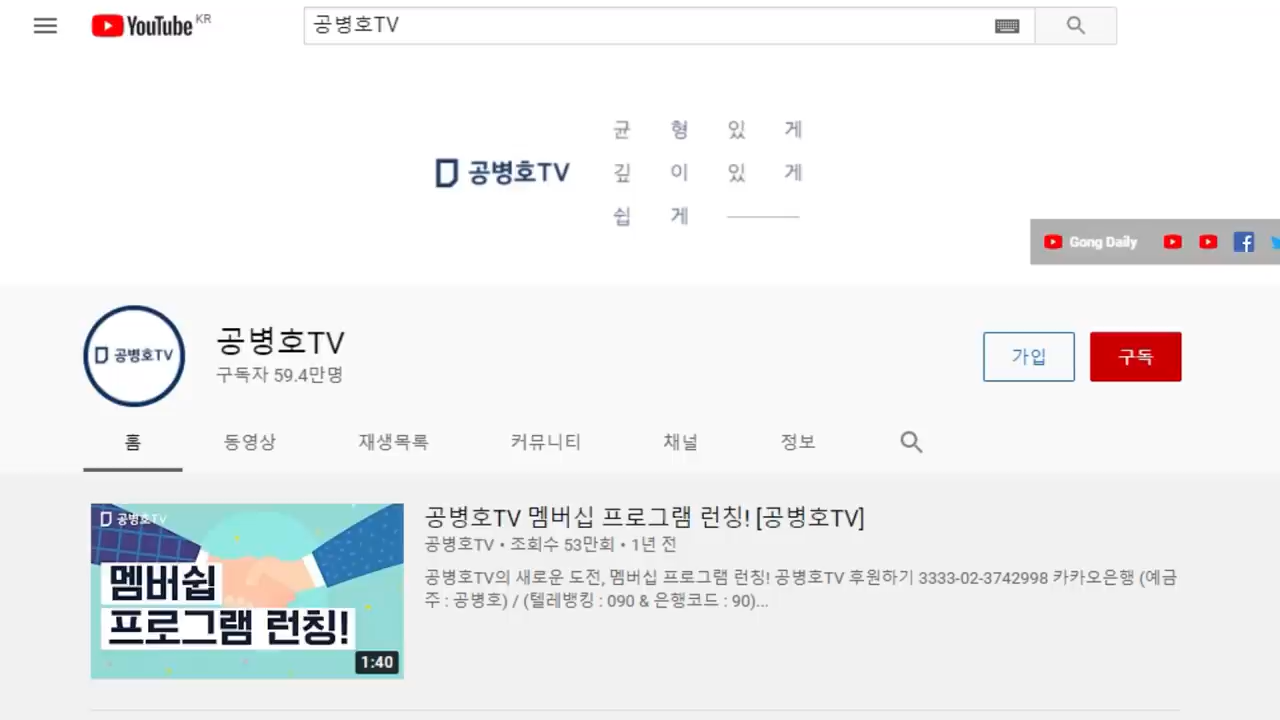 YouTube KR
공병호TV
균 형 있 게
공병호TV
깊 이 있 게
쉽 게
Gong Daily
공병호TV
공병호TV
구독자 59.4만명
가입
구독
홈
동영상
재생목록
커뮤니티
채널
정보
공병호TV
멤버쉽
프로그램 런칭!
1:40
공병호TV 멤버십 프로그램 런칭! [공병호TV]
공병호TV • 조회수 53만회 • 1년 전
공병호TV의 새로운 도전, 멤버십 프로그램 런칭! 공병호TV 후원하기 3333-02-3742998 카카오은행 (예금
주 : 공병호) / (텔레뱅킹 : 090 & 은행코드 : 90)...